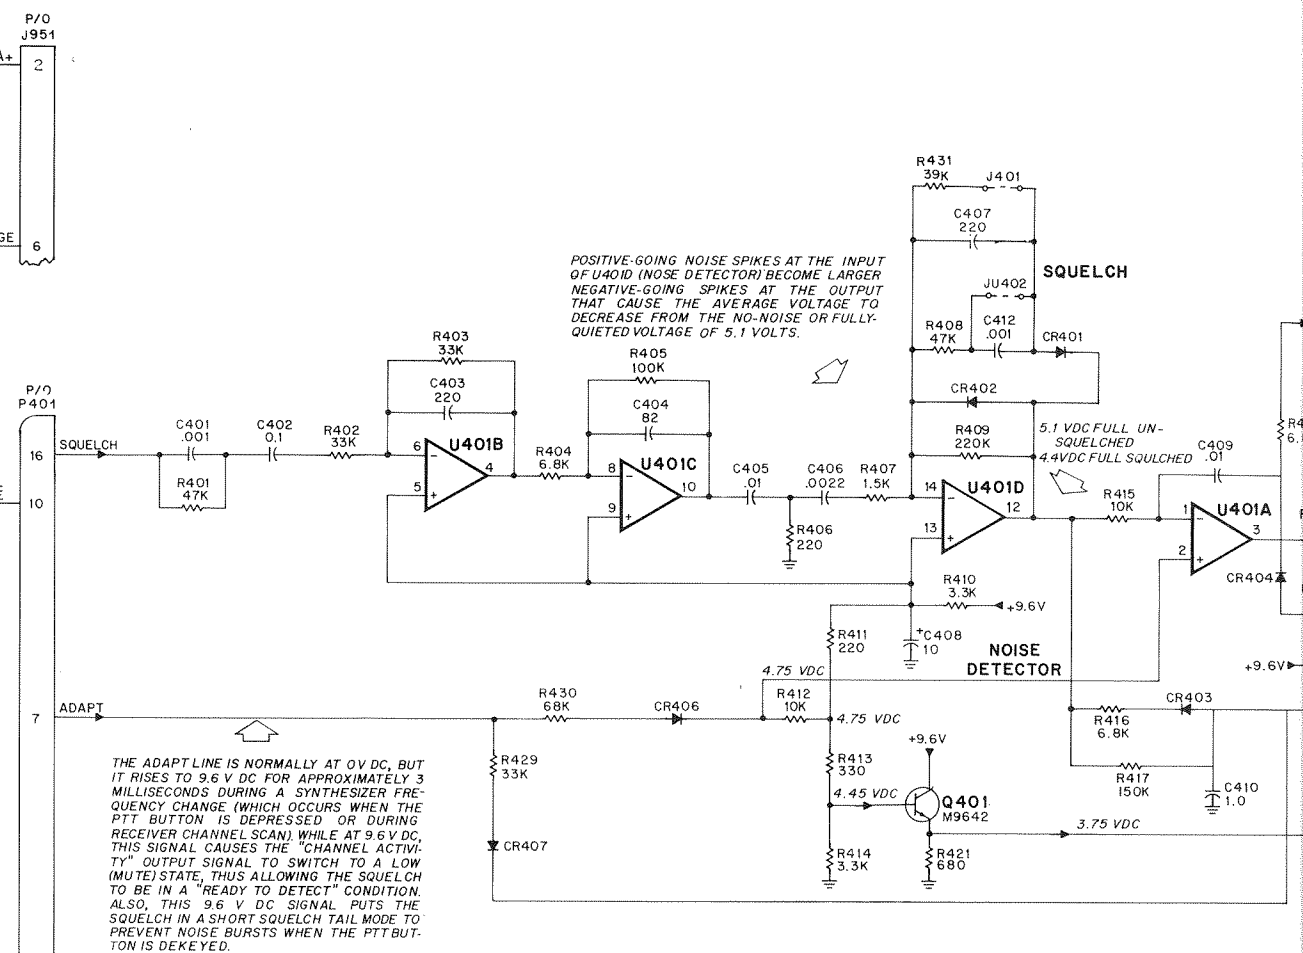 P/O
J951
A+
2
GE
6
P/O
P401
16
SQUELCH
10
E
7
ADAPT
C401
.001
R401
47K
C402
0.1
R402
33K
R403
33K
C403
220
6
5
4
U401B
R404
6.8K
R405
100K
C404
82
8
9
10
U401C
POSITIVE-GOING NOISE SPIKES AT THE INPUT
OF U401D (NOSE DETECTOR) BECOME LARGER
NEGATIVE-GOING SPIKES AT THE OUTPUT
THAT CAUSE THE AVERAGE VOLTAGE TO
DECREASE FROM THE NO-NOISE OR FULLY-
QUIETED VOLTAGE OF 5.1 VOLTS.
C405
.01
C406
.0022
R407
1.5K
R406
220
R431
39K
J401
C407
220
SQUELCH
JU402
R408
47K
C412
.001
CR401
CR402
R409
220K
14
13
12
U401D
5.1 VDC FULL UN-
SQUELCHED
4.4VDC FULL SQULCHED
C409
.01
R415
10K
1
2
3
U401A
CR404
R4
6.
R410
3.3K
+9.6V
R411
220
+
C408
10
NOISE
DETECTOR
+9.6V
4.75 VDC
R430
68K
CR406
R412
10K
4.75 VDC
CR403
R416
6.8K
R417
150K
C410
1.0
R429
33K
R413
330
+9.6V
4.45 VDC
Q401
M9642
3.75 VDC
CR407
R414
3.3K
R421
680
THE ADAPT LINE IS NORMALLY AT 0 V DC, BUT
IT RISES TO 9.6 V DC FOR APPROXIMATELY 3
MILLISECONDS DURING A SYNTHESIZER FRE-
QUENCY CHANGE (WHICH OCCURS WHEN THE
PTT BUTTON IS DEPRESSED OR DURING
RECEIVER CHANNEL SCAN). WHILE AT 9.6 V DC,
THIS SIGNAL CAUSES THE "CHANNEL ACTIVI-
TY" OUTPUT SIGNAL TO SWITCH TO A LOW
(MUTE) STATE, THUS ALLOWING THE SQUELCH
TO BE IN A "READY TO DETECT" CONDITION.
ALSO, THIS 9.6 V DC SIGNAL PUTS THE
SQUELCH IN A SHORT SQUELCH TAIL MODE TO
PREVENT NOISE BURSTS WHEN THE PTT BUT-
TON IS DEKEYED.